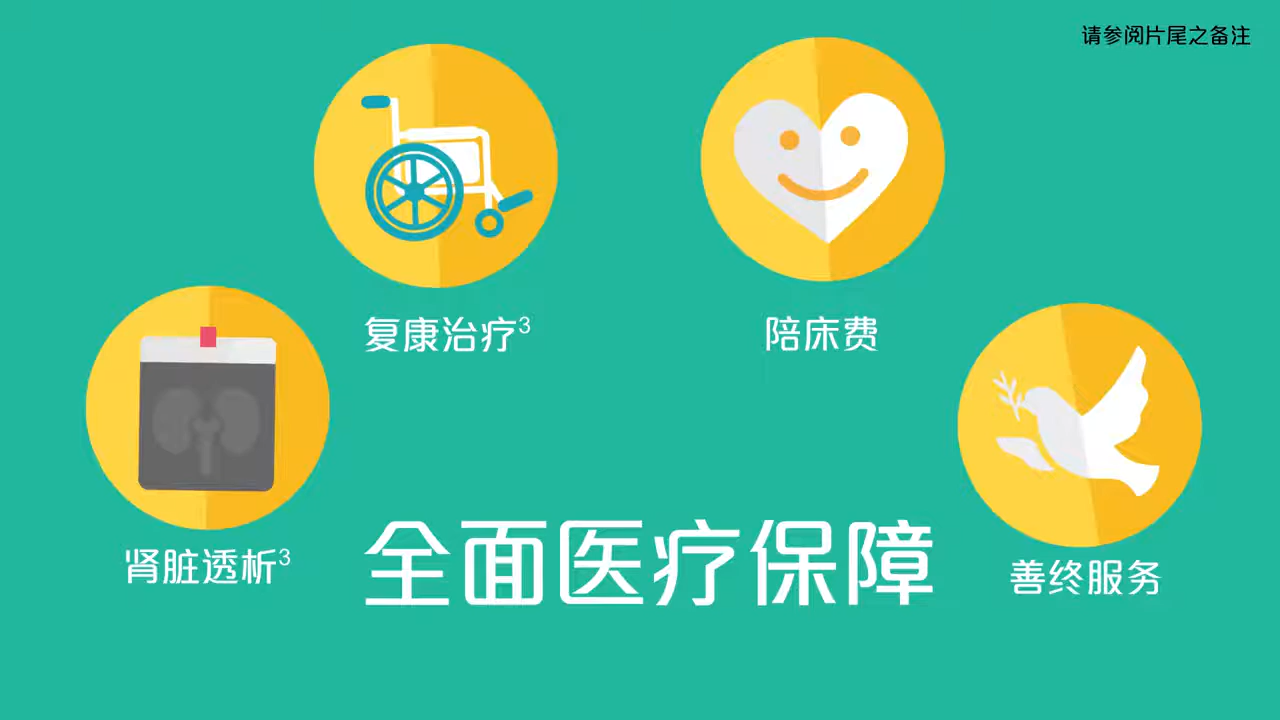 请参阅片尾之备注
复康治疗3
陪床费
肾脏透析3
善终服务
全面医疗保障